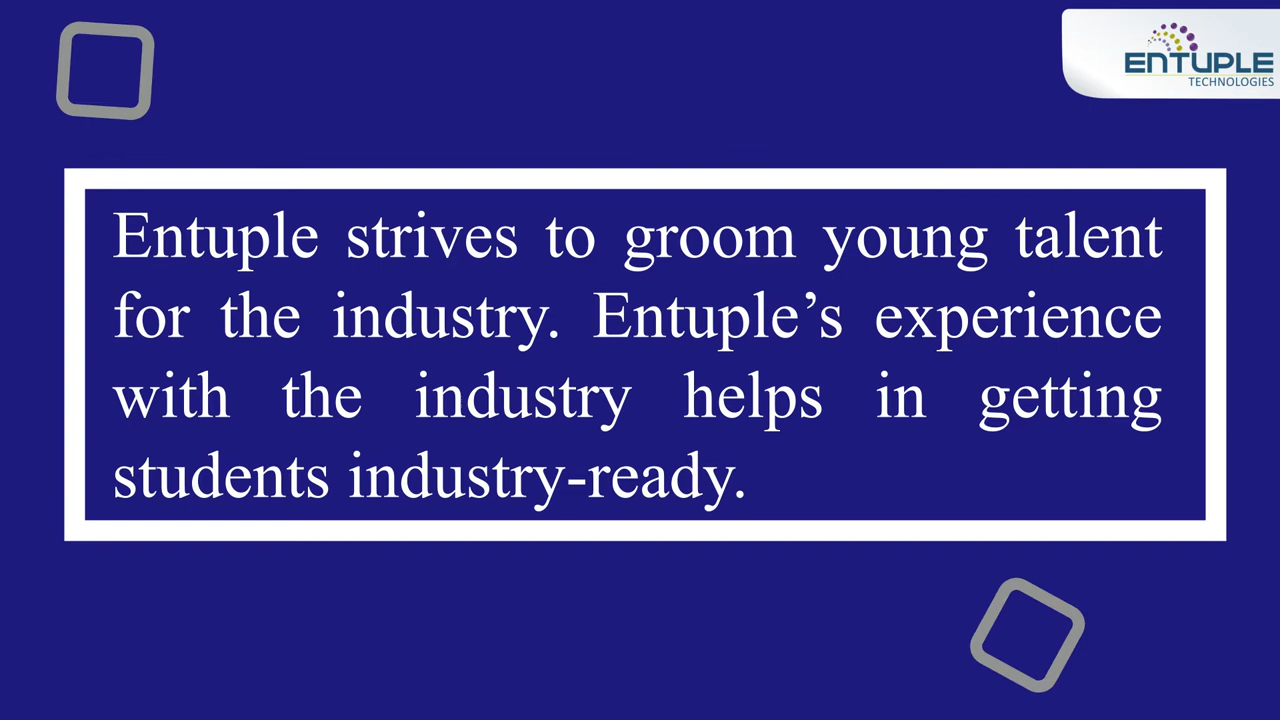 ENTUPLE
TECHNOLOGIES
Entuple strives to groom young talent
for the industry. Entuple’s experience
with the industry helps in getting
students industry-ready.